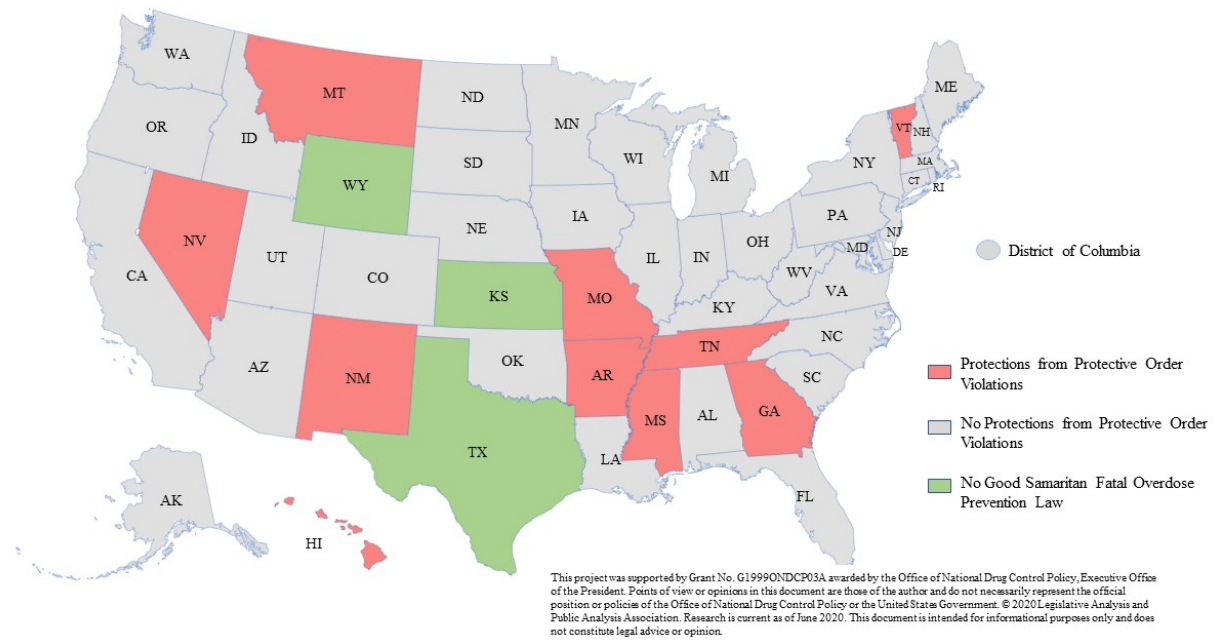 WA
MT
ND
MN
ME
OR
ID
SD
WI
MI
NY
VT
NH
MA
CT
RI
WY
IA
NE
PA
NJ
NV
UT
CO
IL
IN
OH
MD
DE
District of Columbia
CA
KS
MO
WV
VA
KY
AZ
NM
OK
AR
TN
NC
SC
MS
AL
GA
TX
LA
FL
AK
HI
Protections from Protective Order
Violations
No Protections from Protective Order
Violations
No Good Samaritan Fatal Overdose
Prevention Law
This project was supported by Grant No. G1999ONDCP03A awarded by the Office of National Drug Control Policy, Executive Office
of the President. Points of view or opinions in this document are those of the author and do not necessarily represent the official
position or policies of the Office of National Drug Control Policy or the United States Government. © 2020 Legislative Analysis and
Public Analysis Association. Research is current as of June 2020. This document is intended for informational purposes only and does
not constitute legal advice or opinion.